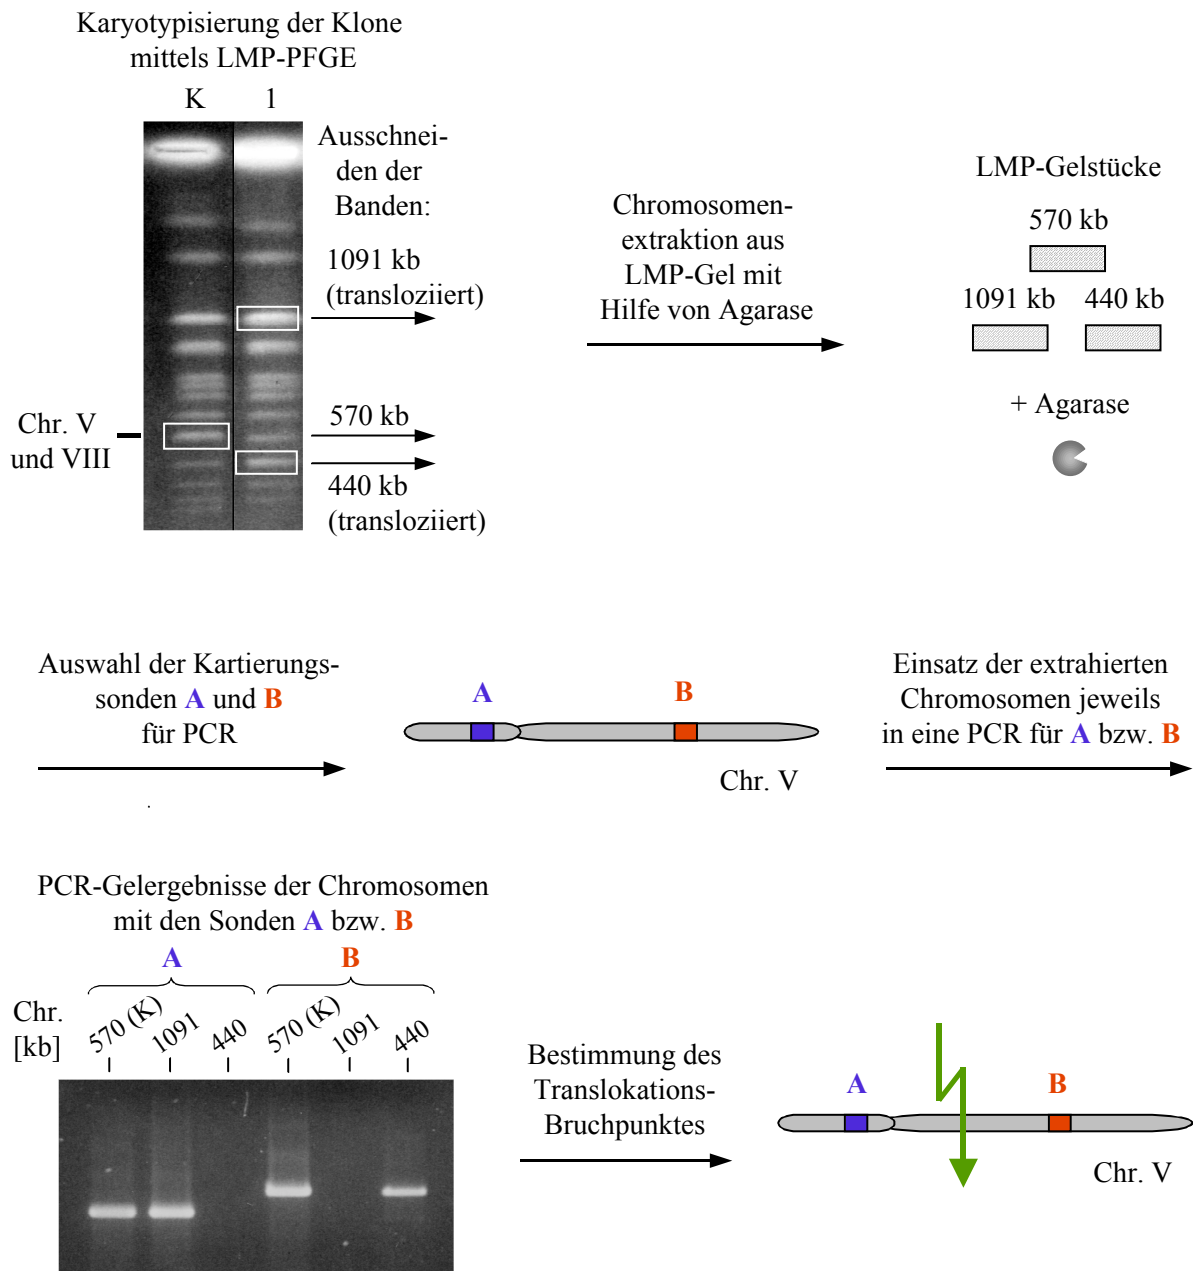 Karyotypisierung der Klone
mittels LMP-PFGE
K 1
Ausschnei-
den der
Banden:
1091 kb
(transloziiert)
570 kb
440 kb
(transloziiert)
Chr. V
und VIII
Chromosomen-
extraktion aus
LMP-Gel mit
Hilfe von Agarase
LMP-Gelstücke
570 kb
1091 kb 440 kb
+ Agarase
Auswahl der Kartierungs-
sonden A und B
für PCR
A B
Chr. V
Einsatz der extrahierten
Chromosomen jeweils
in eine PCR für A bzw. B
PCR-Gelergebnisse der Chromosomen
mit den Sonden A bzw. B
A B
Chr.
[kb]
570 (K) 1091 440 570 (K) 1091 440
Bestimmung des
Translokations-
Bruchpunktes
A B
Chr. V